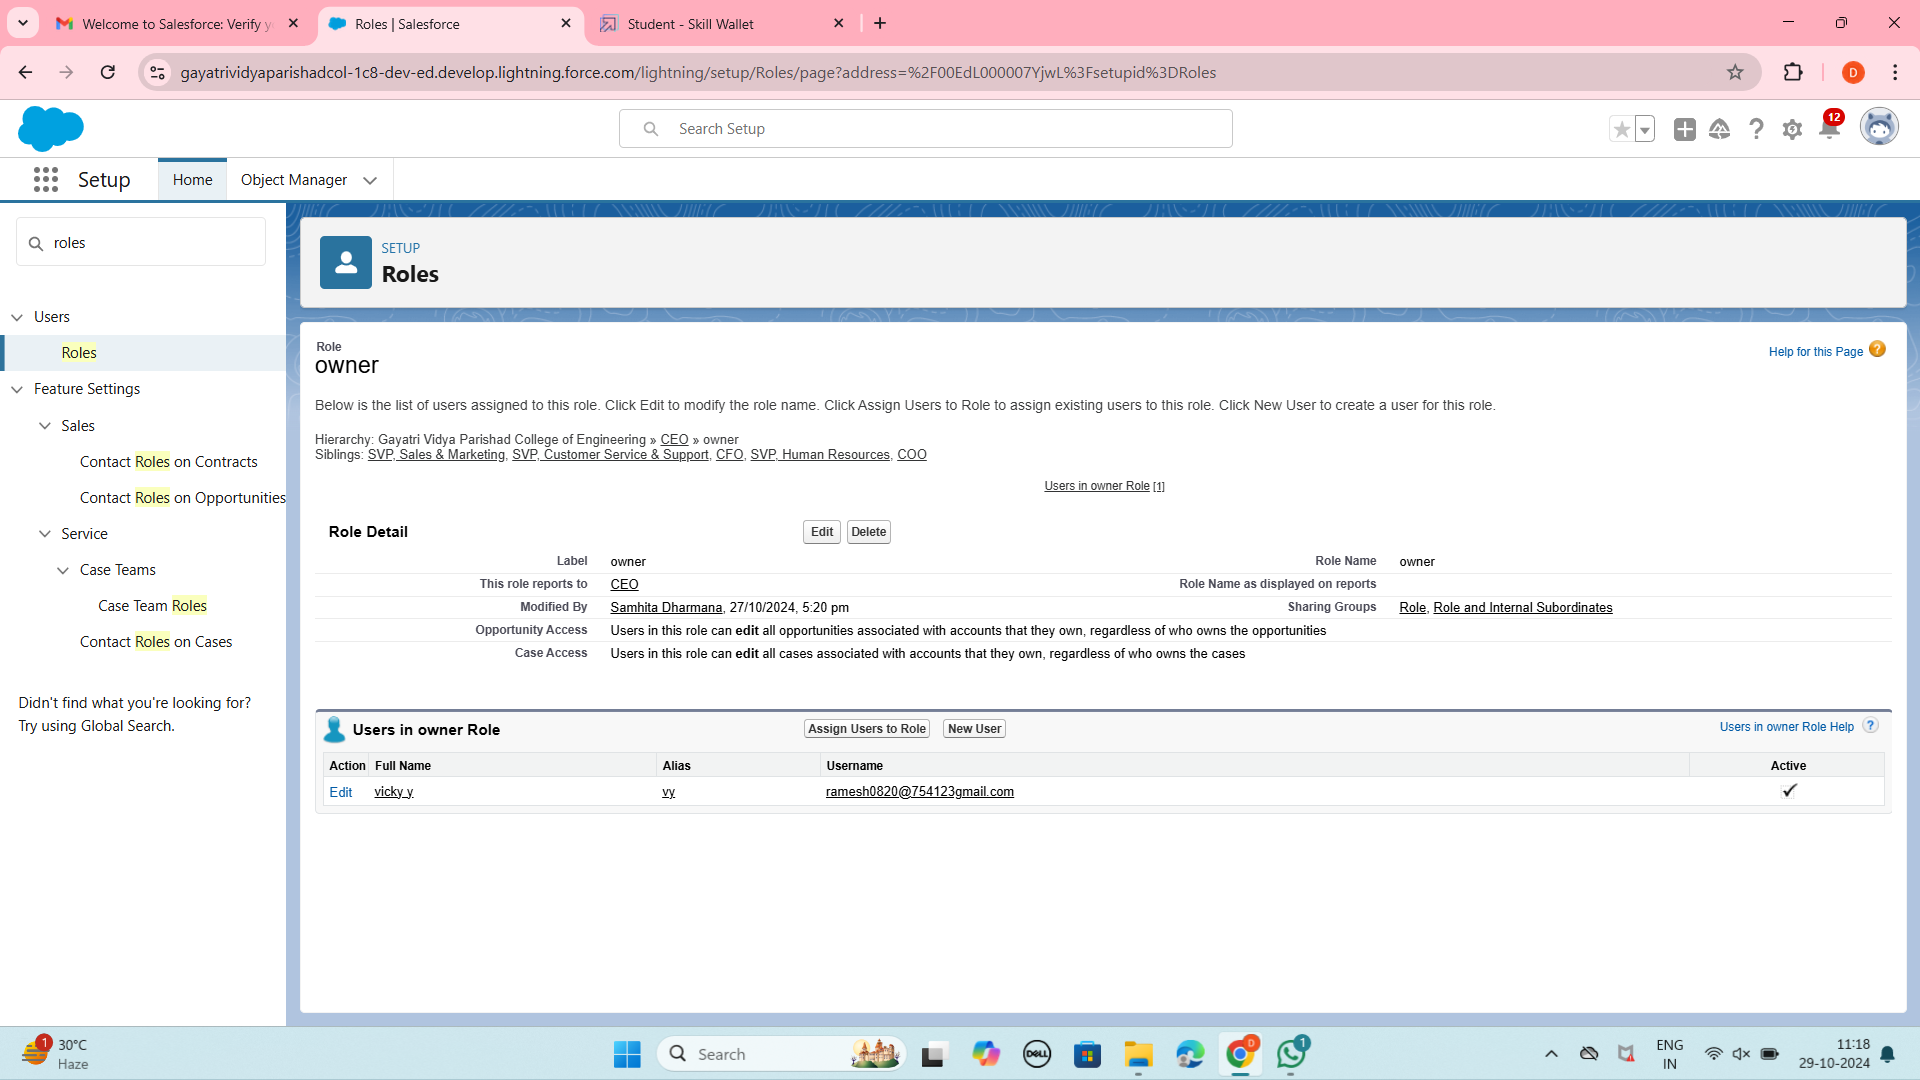 Welcome to Salesforce: Verify y
Roles | Salesforce
Student - Skill Wallet
gayatrividyaparishadcol-1c8-dev-ed.develop.lightning.force.com/lightning/setup/Roles/page?address=%2F00EdL000007YjwL%3Fsetupid%3DRoles
D
Search Setup
12
Setup
Home
Object Manager
roles
Users
Roles
Feature Settings
Sales
Contact Roles on Contracts
Contact Roles on Opportunities
Service
Case Teams
Case Team Roles
Contact Roles on Cases
Didn't find what you're looking for?
Try using Global Search.
SETUP
Roles
Role
owner
Help for this Page ?
Below is the list of users assigned to this role. Click Edit to modify the role name. Click Assign Users to Role to assign existing users to this role. Click New User to create a user for this role.
Hierarchy: Gayatri Vidya Parishad College of Engineering » CEO » owner
Siblings: SVP, Sales & Marketing, SVP, Customer Service & Support, CFO, SVP, Human Resources, COO
Users in owner Role [1]
Role Detail Edit Delete
Label owner Role Name owner
This role reports to CEO Role Name as displayed on reports
Modified By Samhita Dharmana, 27/10/2024, 5:20 pm Sharing Groups Role, Role and Internal Subordinates
Opportunity Access Users in this role can edit all opportunities associated with accounts that they own, regardless of who owns the opportunities
Case Access Users in this role can edit all cases associated with accounts that they own, regardless of who owns the cases
Users in owner Role Assign Users to Role New User Users in owner Role Help ?
Action Full Name Alias Username Active
Edit vicky y vy ramesh0820@754123gmail.com
1
30°C
Haze
Search
DELL
D
1
ENG
IN
11:18
29-10-2024